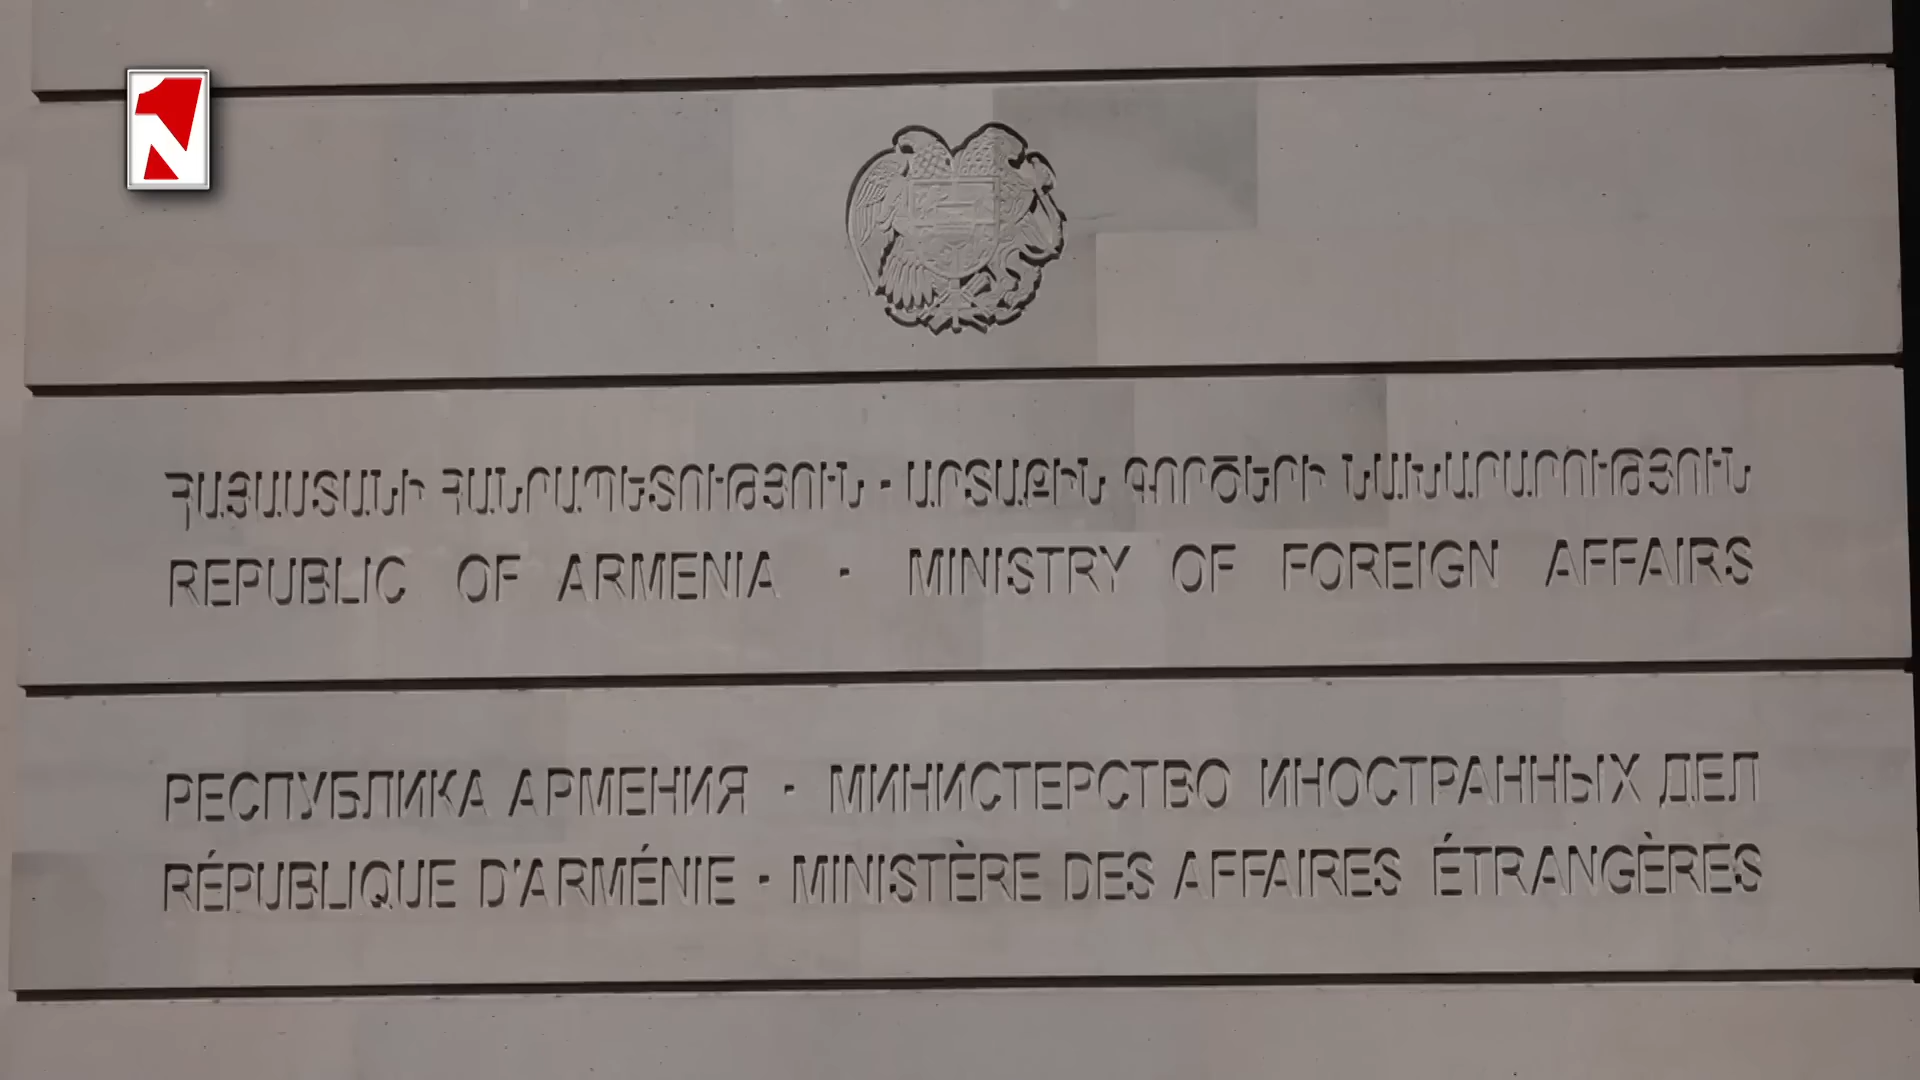 1N
ՀԱՅԱՍՏԱՆԻ ՀԱՆՐԱՊԵՏՈՒԹՅՈՒՆ - ԱՐՏԱՔԻՆ ԳՈՐԾԵՐԻ ՆԱԽԱՐԱՐՈՒԹՅՈՒՆ
REPUBLIC OF ARMENIA - MINISTRY OF FOREIGN AFFAIRS
РЕСПУБЛИКА АРМЕНИЯ - МИНИСТЕРСТВО ИНОСТРАННЫХ ДЕЛ
RÉPUBLIQUE D'ARMÉNIE - MINISTÈRE DES AFFAIRES ÉTRANGÈRES